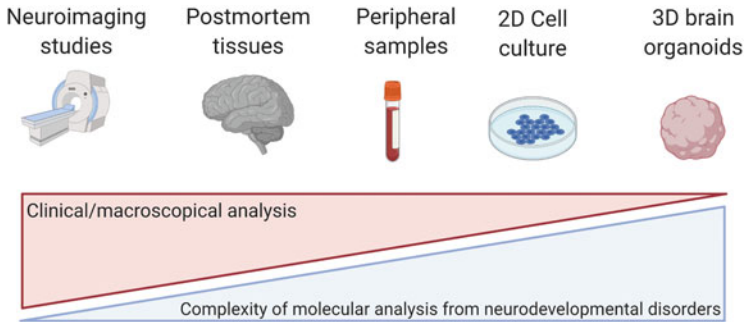 Neuroimaging
studies
Postmortem
tissues
Peripheral
samples
2D Cell
culture
3D brain
organoids
Clinical/macroscopical analysis
Complexity of molecular analysis from neurodevelopmental disorders